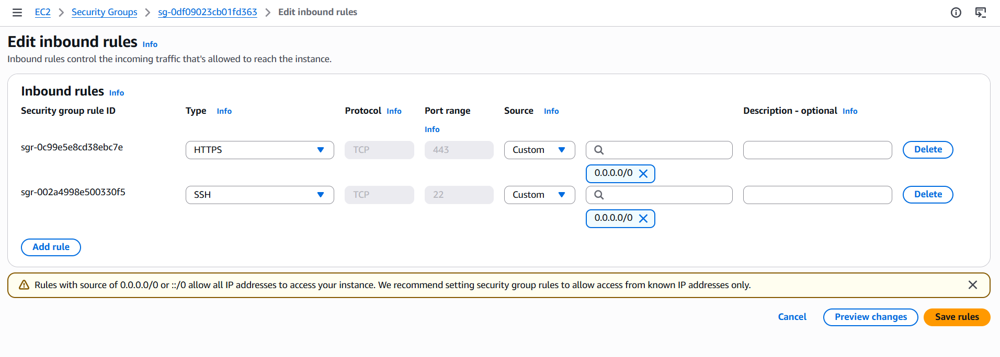 EC2 > Security Groups > sg-0df09023cb01fd363 > Edit inbound rules
Edit inbound rules Info
Inbound rules control the incoming traffic that's allowed to reach the instance.
Inbound rules Info
Security group rule ID Type Info Protocol Info Port range Info Source Info Description - optional Info
sgr-0c99e5e8cd38ebc7e HTTPS TCP 443 Custom Delete
0.0.0.0/0
sgr-002a4998e500330f5 SSH TCP 22 Custom Delete
0.0.0.0/0
Add rule
Rules with source of 0.0.0.0/0 or ::/0 allow all IP addresses to access your instance. We recommend setting security group rules to allow access from known IP addresses only.
Cancel Preview changes Save rules